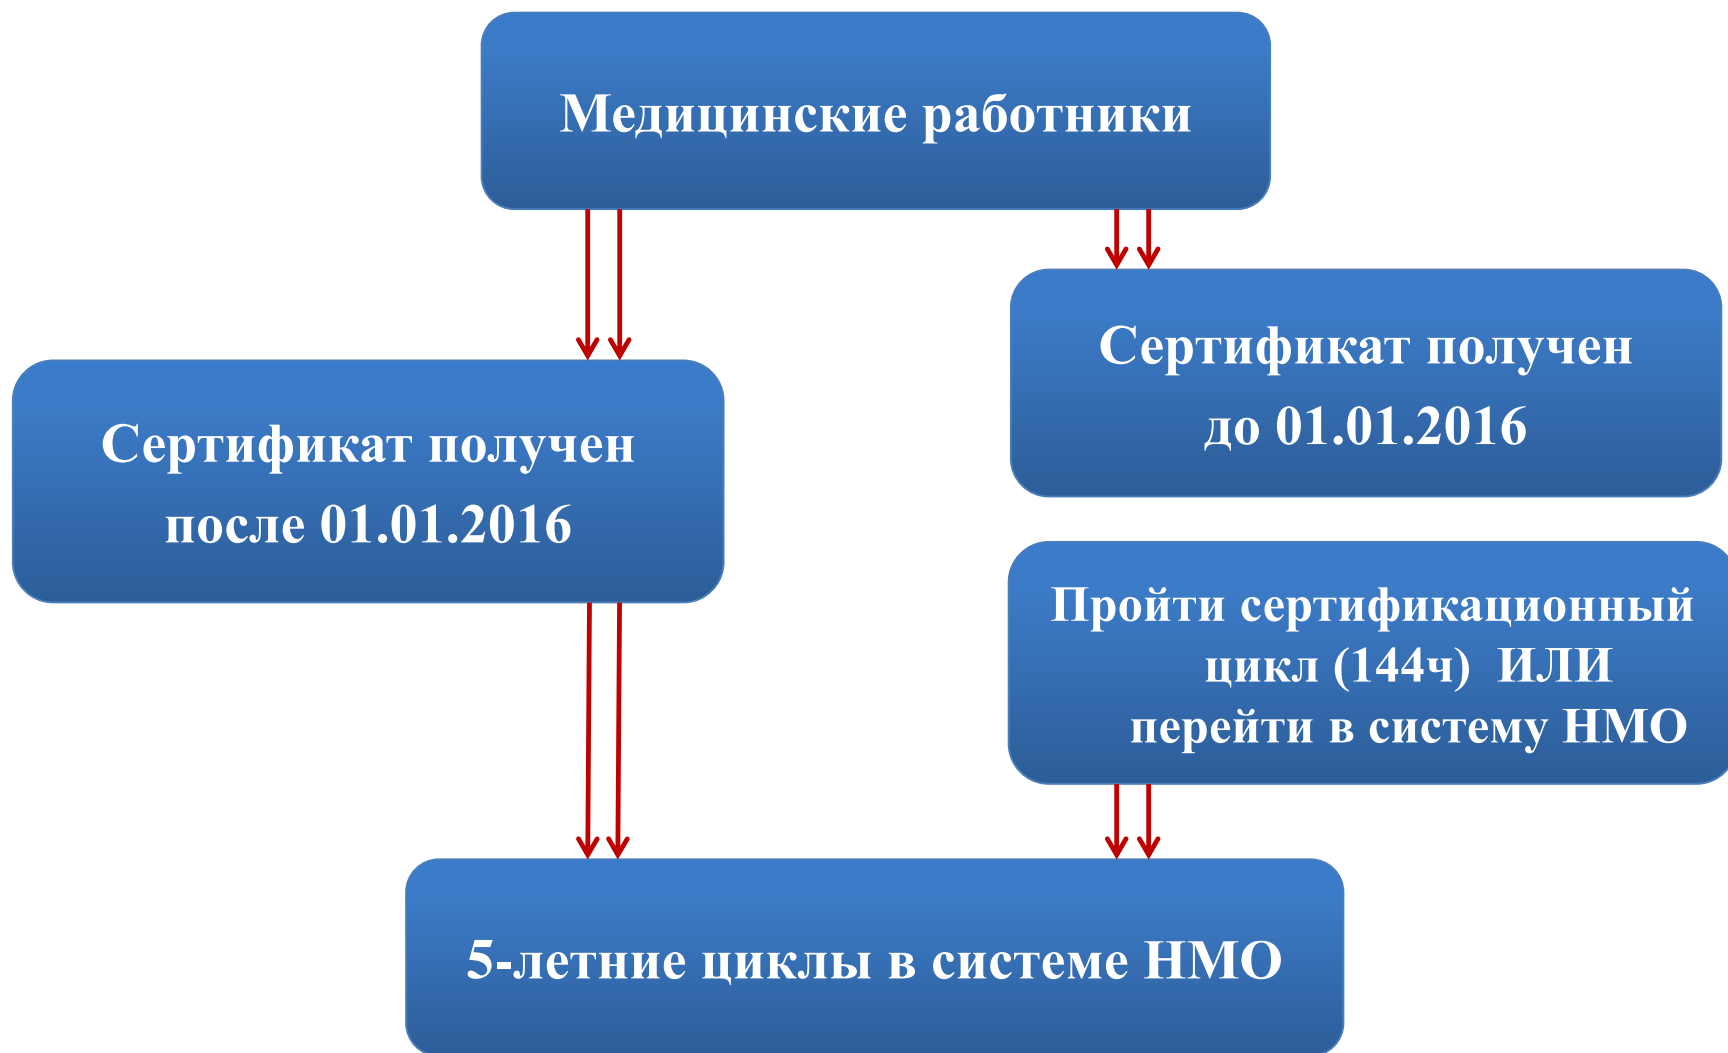 Медицинские работники
Сертификат получен
до 01.01.2016
Сертификат получен
после 01.01.2016
Пройти сертификационный
цикл (144ч) ИЛИ
перейти в систему НМО
5-летние циклы в системе НМО